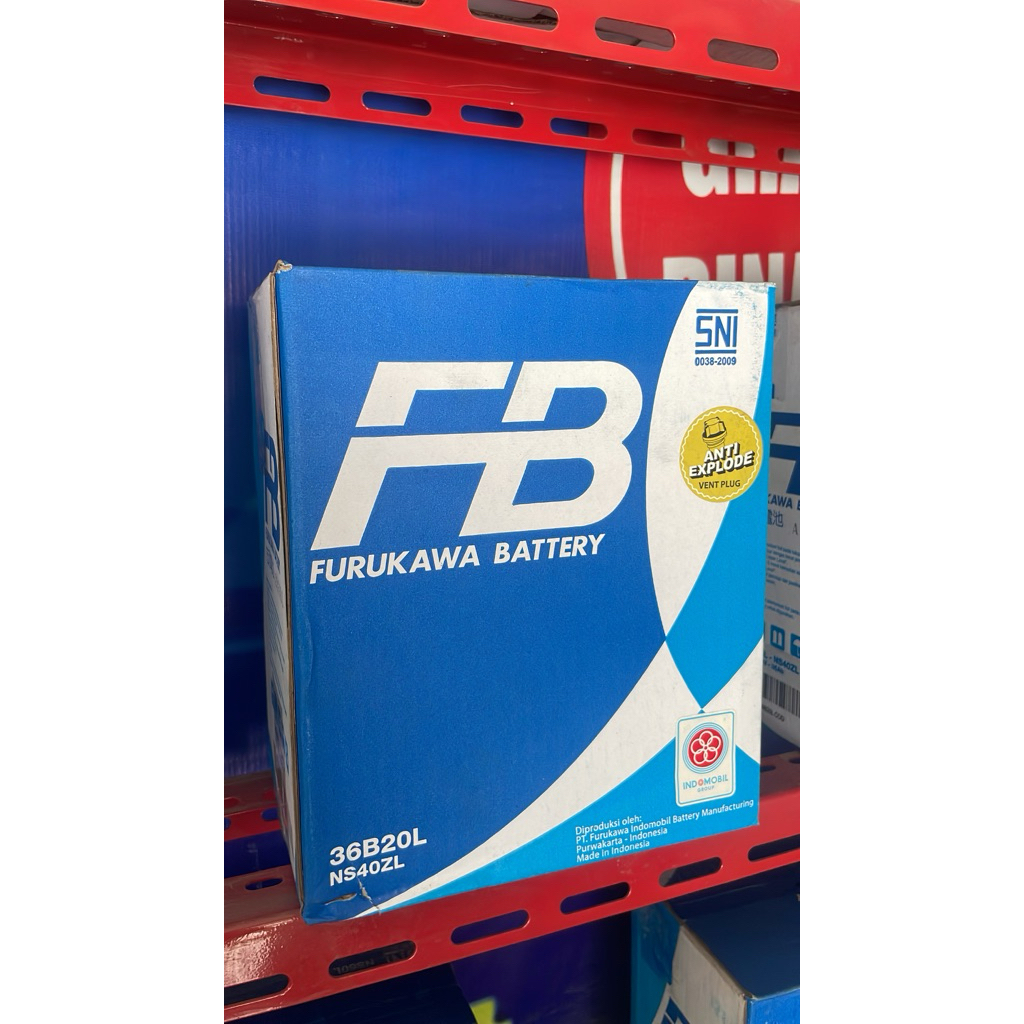 SNI
0038-2009
FB
FURUKAWA BATTERY
ANTI
EXPLODE
VENT PLUG
INDOMOBIL
GROUP
36B20L
NS40ZL
Diproduksi oleh:
PT. Furukawa Indomobil Battery Manufacturing
Purwakarta - Indonesia
Made in Indonesia
NS40ZL